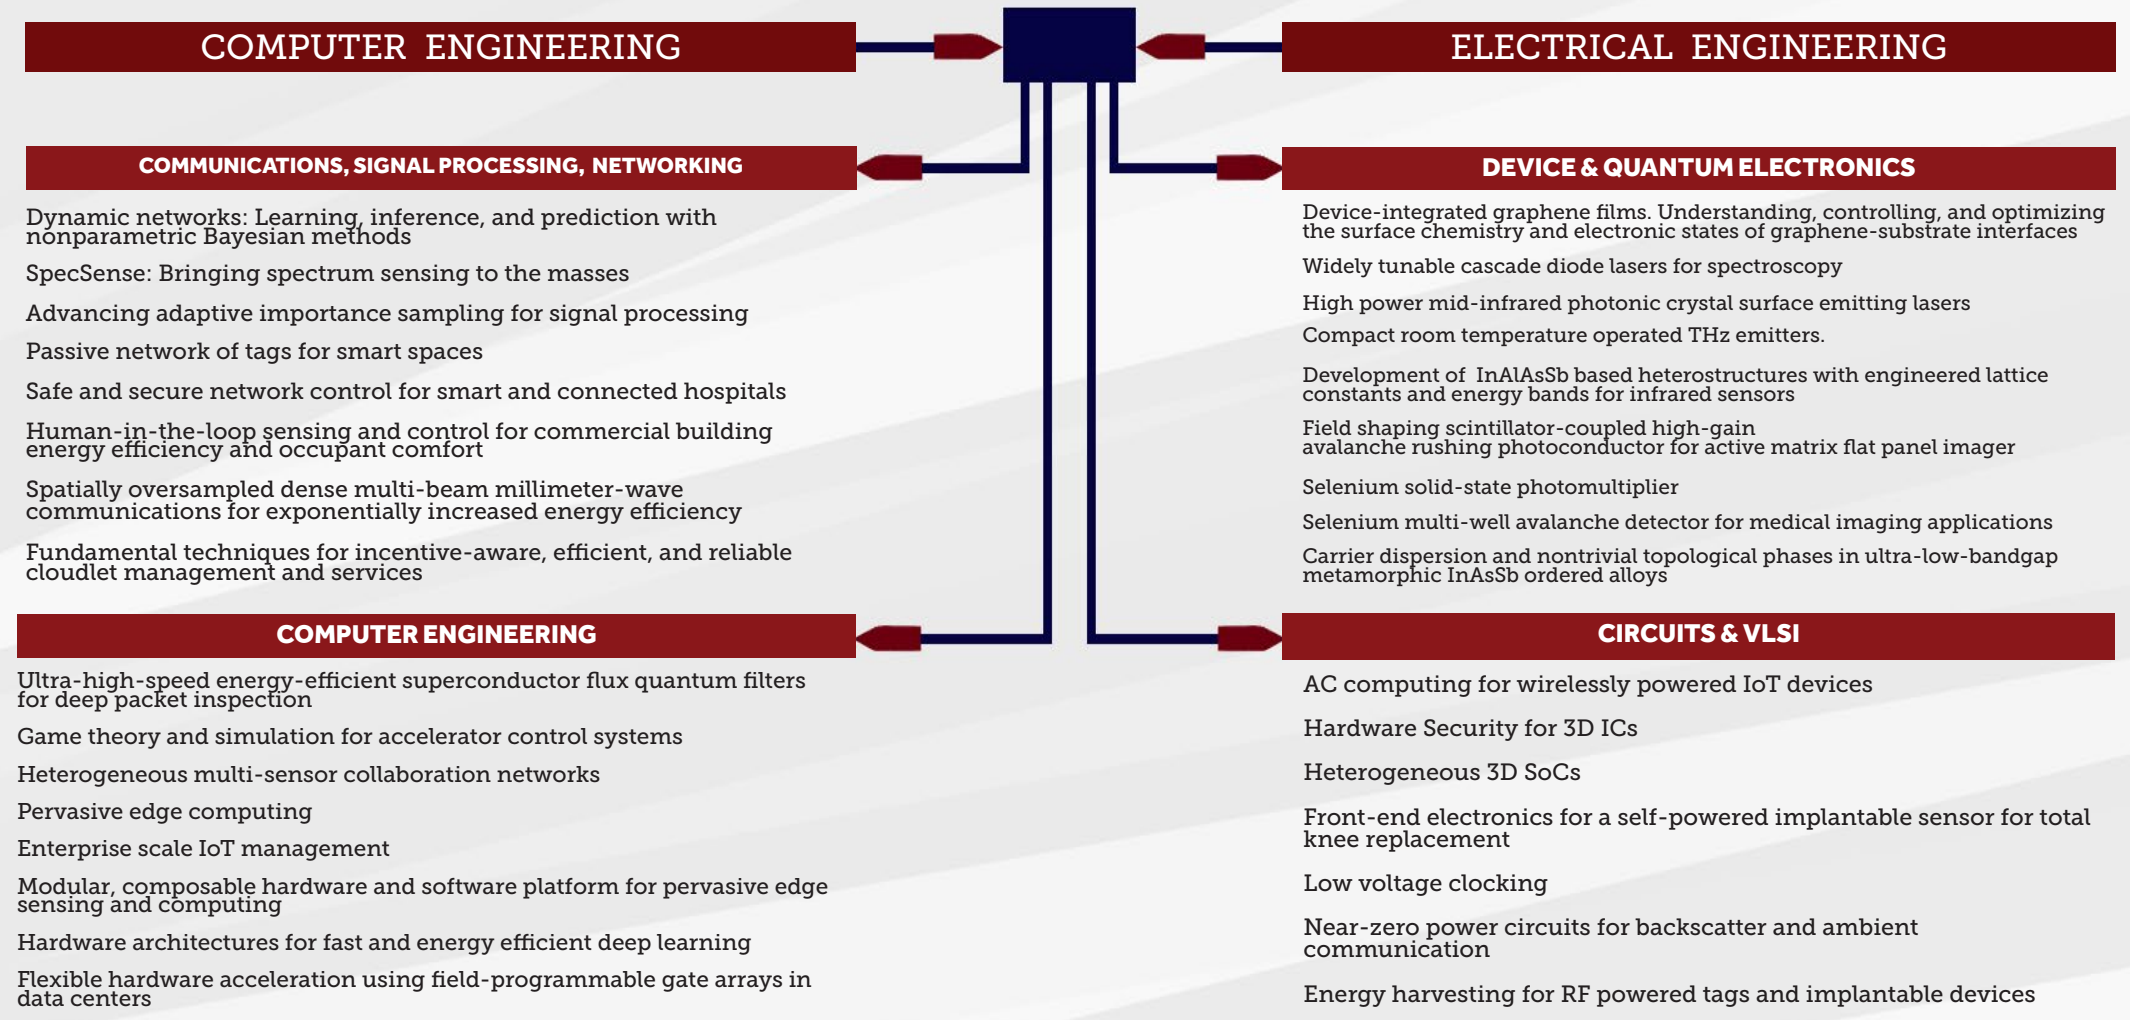 COMPUTER ENGINEERING
ELECTRICAL ENGINEERING
COMMUNICATIONS, SIGNAL PROCESSING, NETWORKING
Dynamic networks: Learning, inference, and prediction with
nonparametric Bayesian methods
SpecSense: Bringing spectrum sensing to the masses
Advancing adaptive importance sampling for signal processing
Passive network of tags for smart spaces
Safe and secure network control for smart and connected hospitals
Human-in-the-loop sensing and control for commercial building
energy efficiency and occupant comfort
Spatially oversampled dense multi-beam millimeter-wave
communications for exponentially increased energy efficiency
Fundamental techniques for incentive-aware, efficient, and reliable
cloudlet management and services
COMPUTER ENGINEERING
Ultra-high-speed energy-efficient superconductor flux quantum filters
for deep packet inspection
Game theory and simulation for accelerator control systems
Heterogeneous multi-sensor collaboration networks
Pervasive edge computing
Enterprise scale IoT management
Modular, composable hardware and software platform for pervasive edge
sensing and computing
Hardware architectures for fast and energy efficient deep learning
Flexible hardware acceleration using field-programmable gate arrays in
data centers
DEVICE & QUANTUM ELECTRONICS
Device-integrated graphene films. Understanding, controlling, and optimizing
the surface chemistry and electronic states of graphene-substrate interfaces
Widely tunable cascade diode lasers for spectroscopy
High power mid-infrared photonic crystal surface emitting lasers
Compact room temperature operated THz emitters.
Development of InAlAsSb based heterostructures with engineered lattice
constants and energy bands for infrared sensors
Field shaping scintillator-coupled high-gain
avalanche rushing photoconductor for active matrix flat panel imager
Selenium solid-state photomultiplier
Selenium multi-well avalanche detector for medical imaging applications
Carrier dispersion and nontrivial topological phases in ultra-low-bandgap
metamorphic InAsSb ordered alloys
CIRCUITS & VLSI
AC computing for wirelessly powered IoT devices
Hardware Security for 3D ICs
Heterogeneous 3D SoCs
Front-end electronics for a self-powered implantable sensor for total
knee replacement
Low voltage clocking
Near-zero power circuits for backscatter and ambient
communication
Energy harvesting for RF powered tags and implantable devices